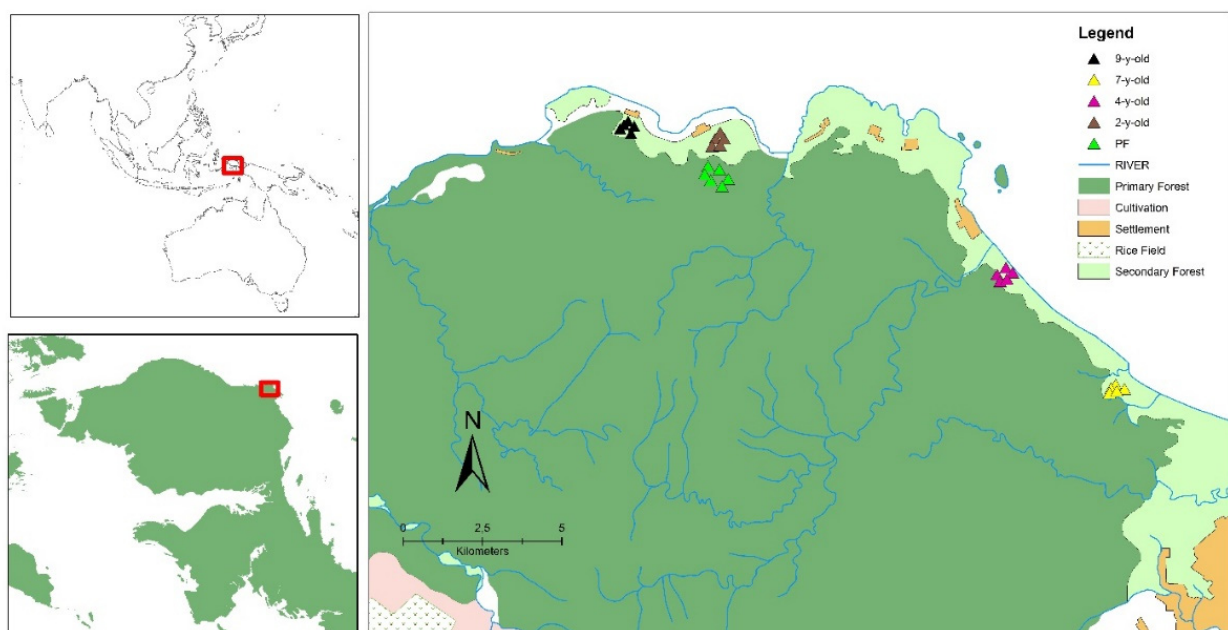 Legend
9-y-old
7-y-old
4-y-old
2-y-old
PF
RIVER
Primary Forest
Cultivation
Settlement
Rice Field
Secondary Forest
N
0 2,5 5
Kilometers